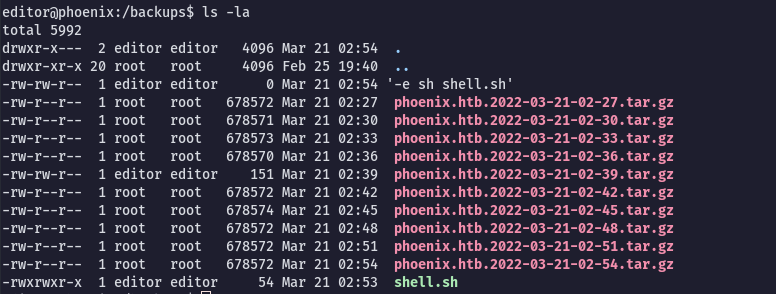 editor@phoenix:/backups$ ls -la
total 5992
drwxr-x---  2 editor editor   4096 Mar 21 02:54  .
drwxr-xr-x 20 root   root     4096 Feb 25 19:40  ..
-rw-rw-r--  1 editor editor      0 Mar 21 02:54 '-e sh shell.sh'
-rw-r--r--  1 root   root   678572 Mar 21 02:27  phoenix.htb.2022-03-21-02-27.tar.gz
-rw-r--r--  1 root   root   678571 Mar 21 02:30  phoenix.htb.2022-03-21-02-30.tar.gz
-rw-r--r--  1 root   root   678573 Mar 21 02:33  phoenix.htb.2022-03-21-02-33.tar.gz
-rw-r--r--  1 root   root   678570 Mar 21 02:36  phoenix.htb.2022-03-21-02-36.tar.gz
-rw-rw-r--  1 editor editor    151 Mar 21 02:39  phoenix.htb.2022-03-21-02-39.tar.gz
-rw-r--r--  1 root   root   678572 Mar 21 02:42  phoenix.htb.2022-03-21-02-42.tar.gz
-rw-r--r--  1 root   root   678574 Mar 21 02:45  phoenix.htb.2022-03-21-02-45.tar.gz
-rw-r--r--  1 root   root   678572 Mar 21 02:48  phoenix.htb.2022-03-21-02-48.tar.gz
-rw-r--r--  1 root   root   678572 Mar 21 02:51  phoenix.htb.2022-03-21-02-51.tar.gz
-rw-r--r--  1 root   root   678572 Mar 21 02:54  phoenix.htb.2022-03-21-02-54.tar.gz
-rwxrwxr-x  1 editor editor     54 Mar 21 02:53  shell.sh